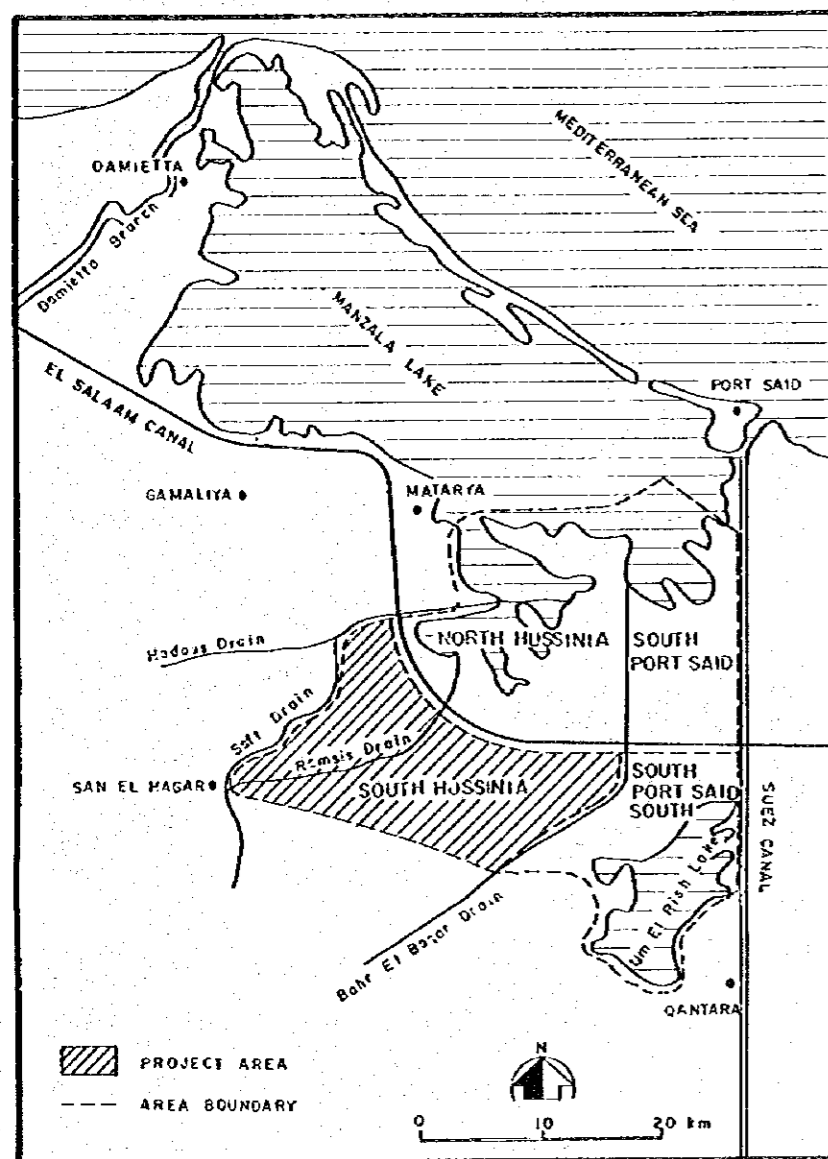 MEDITERRANEAN SEA
DAMIETTA
Damietta Branch
MANZALA LAKE
PORT SAID
EL SALAAM CANAL
GAMALIYA
MATARYA
NORTH HUSSINIA
SOUTH
PORT SAID
Hadous Drain
Saft Drain
Ramsis Drain
SAN EL HAGAR
SOUTH HUSSINIA
SOUTH
PORT SAID
SOUTH
SUEZ CANAL
Um El Rish Lake
Bahr El Baqar Drain
QANTARA
PROJECT AREA
AREA BOUNDARY
N
0 10 20 km